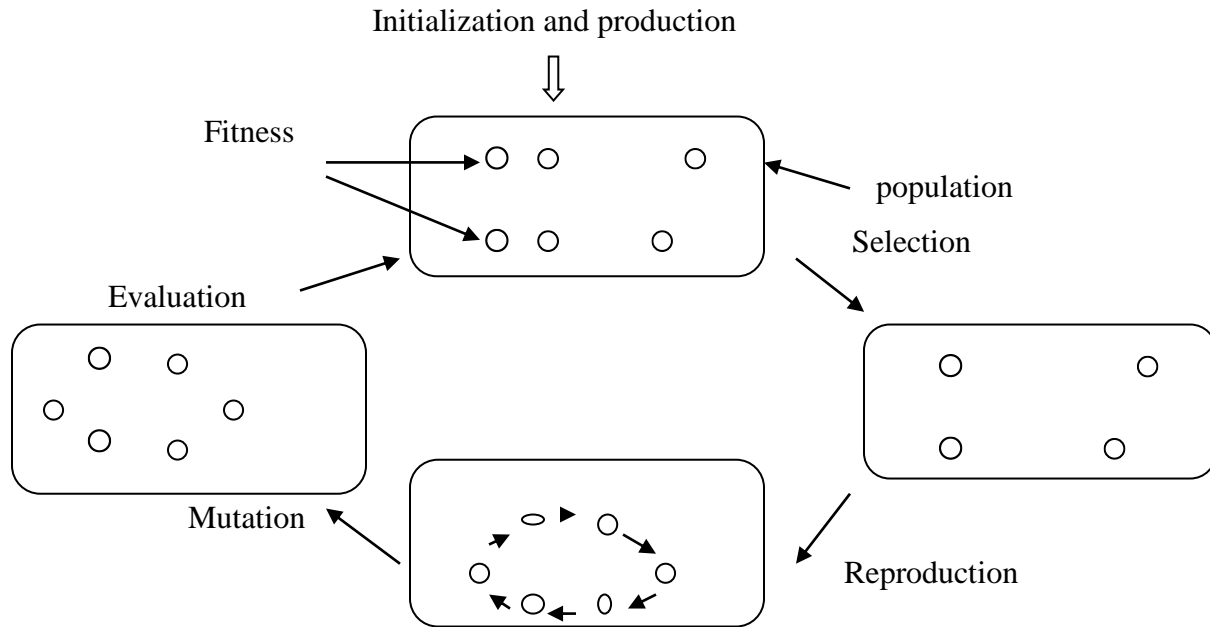 Initialization and production
Fitness
population
Selection
Evaluation
Mutation
Reproduction